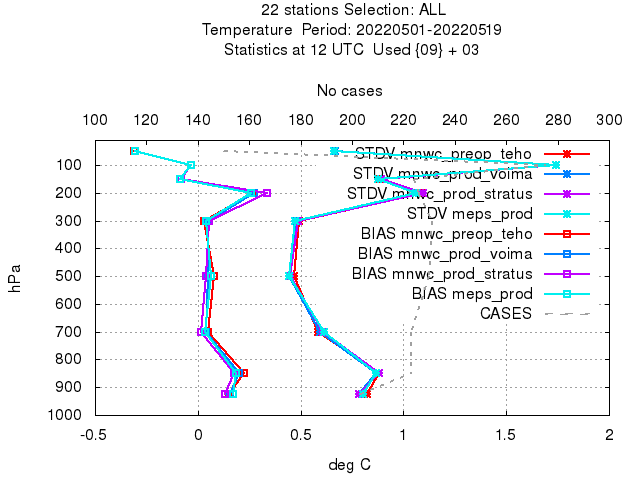 22 stations Selection: ALL
Temperature Period: 20220501-20220519
Statistics at 12 UTC Used {09} + 03
No cases
100 120 140 160 180 200 220 240 260 280 300
STDV mnwc_preop_teho
STDV mnwc_prod_voima
STDV mnwc_prod_stratus
STDV meps_prod
BIAS mnwc_preop_teho
BIAS mnwc_prod_voima
BIAS mnwc_prod_stratus
BIAS meps_prod
CASES
100
200
300
400
500
600
700
800
900
1000
hPa
-0.5 0 0.5 1 1.5 2
deg C